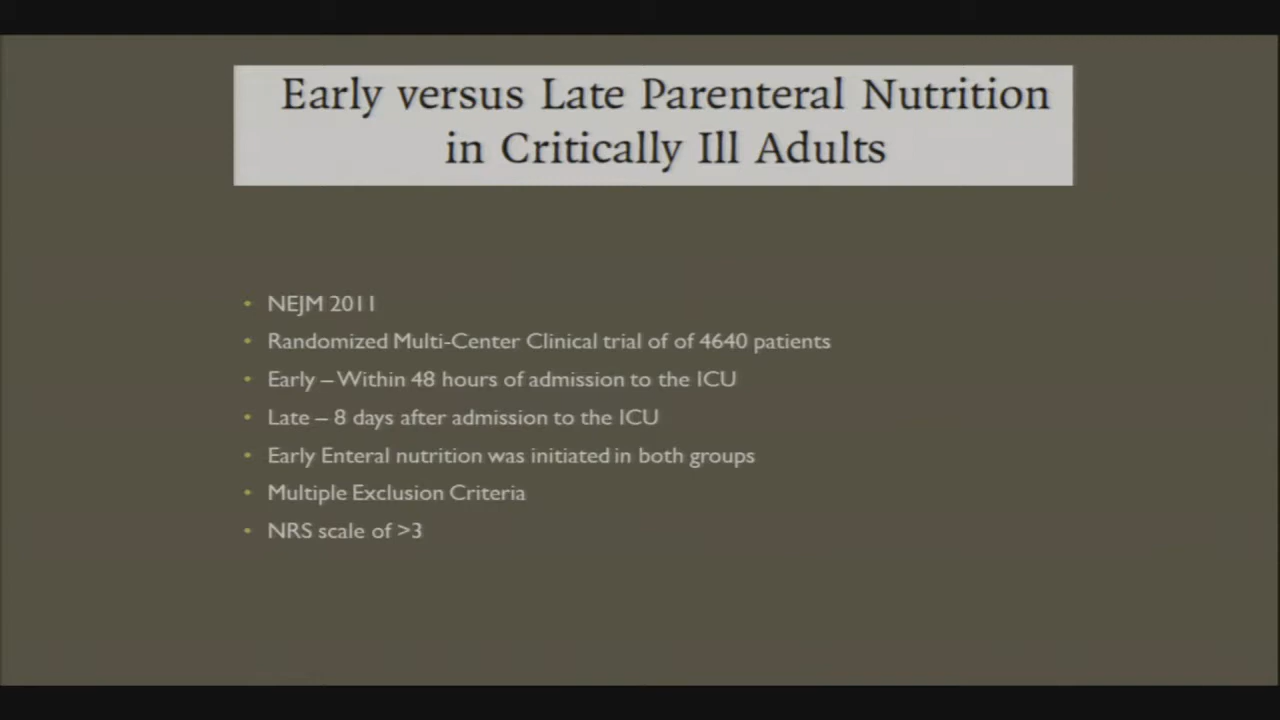 Early versus Late Parenteral Nutrition
in Critically Ill Adults
• NEJM 2011
• Randomized Multi-Center Clinical trial of of 4640 patients
• Early – Within 48 hours of admission to the ICU
• Late – 8 days after admission to the ICU
• Early Enteral nutrition was initiated in both groups
• Multiple Exclusion Criteria
• NRS scale of >3